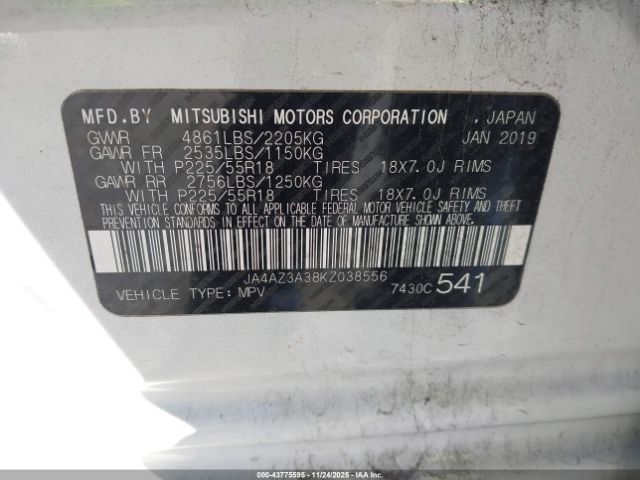 MFD.BY MITSUBISHI MOTORS CORPORATION , JAPAN
GVWR 4861LBS/2205KG JAN 2019
GAWR FR 2535LBS/1150KG
WITH P225/55R18 TIRES 18X7.0J RIMS
GAWR RR 2756LBS/1250KG
WITH P225/55R18 TIRES 18X7.0J RIMS
THIS VEHICLE CONFORMS TO ALL APPLICABLE FEDERAL MOTOR VEHICLE SAFETY AND THEFT
PREVENTION STANDARDS IN EFFECT ON THE DATE OF MANUFACTURE SHOWN ABOVE.
JA4AZ3A38KZ038556
VEHICLE TYPE: MPV 7430C 541
000-43775595 - 11/24/2025 - IAAI.COM